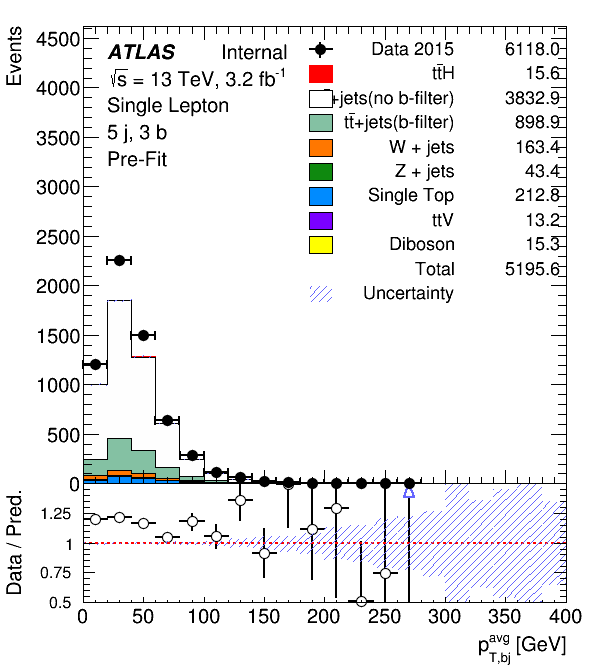 Events
4500
4000
3500
3000
2500
2000
1500
1000
500
0
ATLAS Internal
√s = 13 TeV, 3.2 fb⁻¹
Single Lepton
5 j, 3 b
Pre-Fit
Data 2015 6118.0
tt̄H 15.6
+jets(no b-filter) 3832.9
tt̄+jets(b-filter) 898.9
W + jets 163.4
Z + jets 43.4
Single Top 212.8
ttV 13.2
Diboson 15.3
Total 5195.6
Uncertainty
Data / Pred.
1.25
1
0.75
0.5
0 50 100 150 200 250 300 350 400
p_{T,bj}^{avg} [GeV]